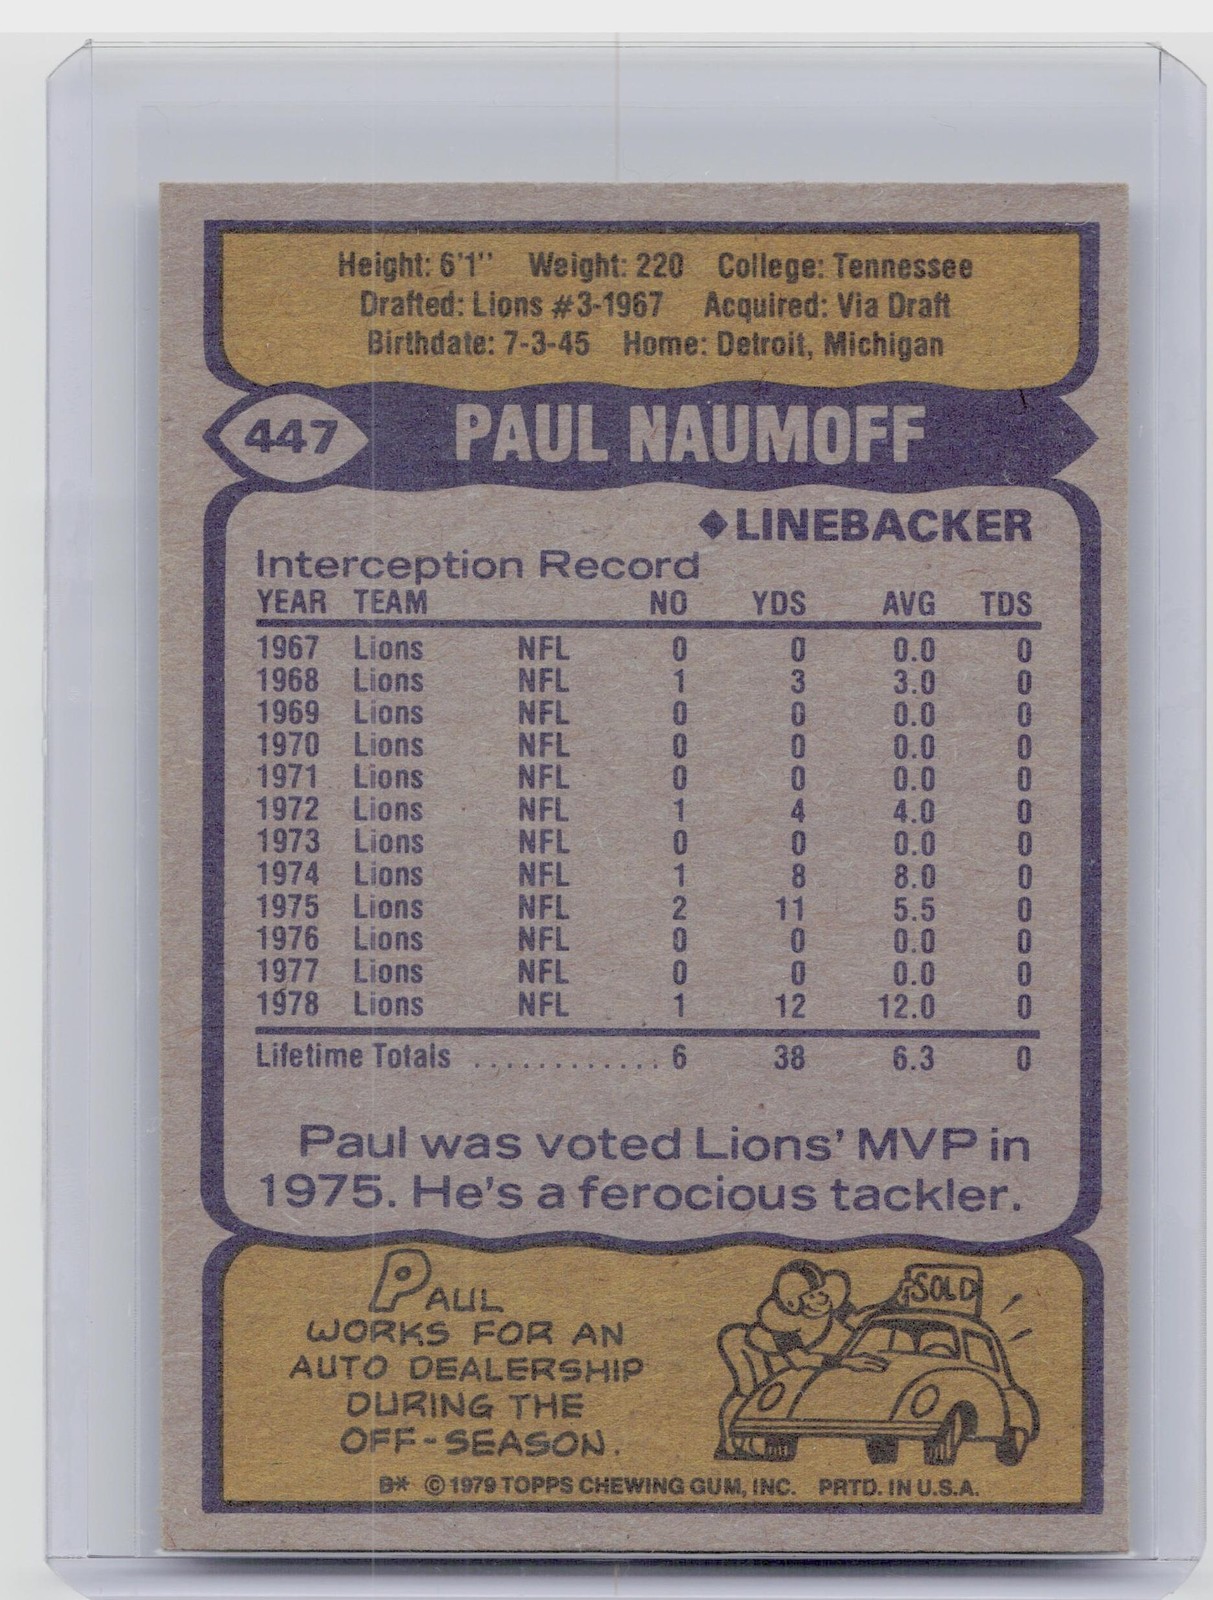 Height: 6'1" Weight: 220 College: Tennessee
Drafted: Lions #3-1967 Acquired: Via Draft
Birthdate: 7-3-45 Home: Detroit, Michigan
447 PAUL NAUMOFF
◆LINEBACKER
Interception Record
YEAR TEAM NO YDS AVG TDS
1967 Lions NFL 0 0 0.0 0
1968 Lions NFL 1 3 3.0 0
1969 Lions NFL 0 0 0.0 0
1970 Lions NFL 0 0 0.0 0
1971 Lions NFL 0 0 0.0 0
1972 Lions NFL 1 4 4.0 0
1973 Lions NFL 0 0 0.0 0
1974 Lions NFL 1 8 8.0 0
1975 Lions NFL 2 11 5.5 0
1976 Lions NFL 0 0 0.0 0
1977 Lions NFL 0 0 0.0 0
1978 Lions NFL 1 12 12.0 0
Lifetime Totals ............ 6 38 6.3 0
Paul was voted Lions' MVP in
1975. He's a ferocious tackler.
PAUL
WORKS FOR AN
AUTO DEALERSHIP
DURING THE
OFF-SEASON.
SOLD
B* © 1979 TOPPS CHEWING GUM, INC. PRTD. IN U.S.A.